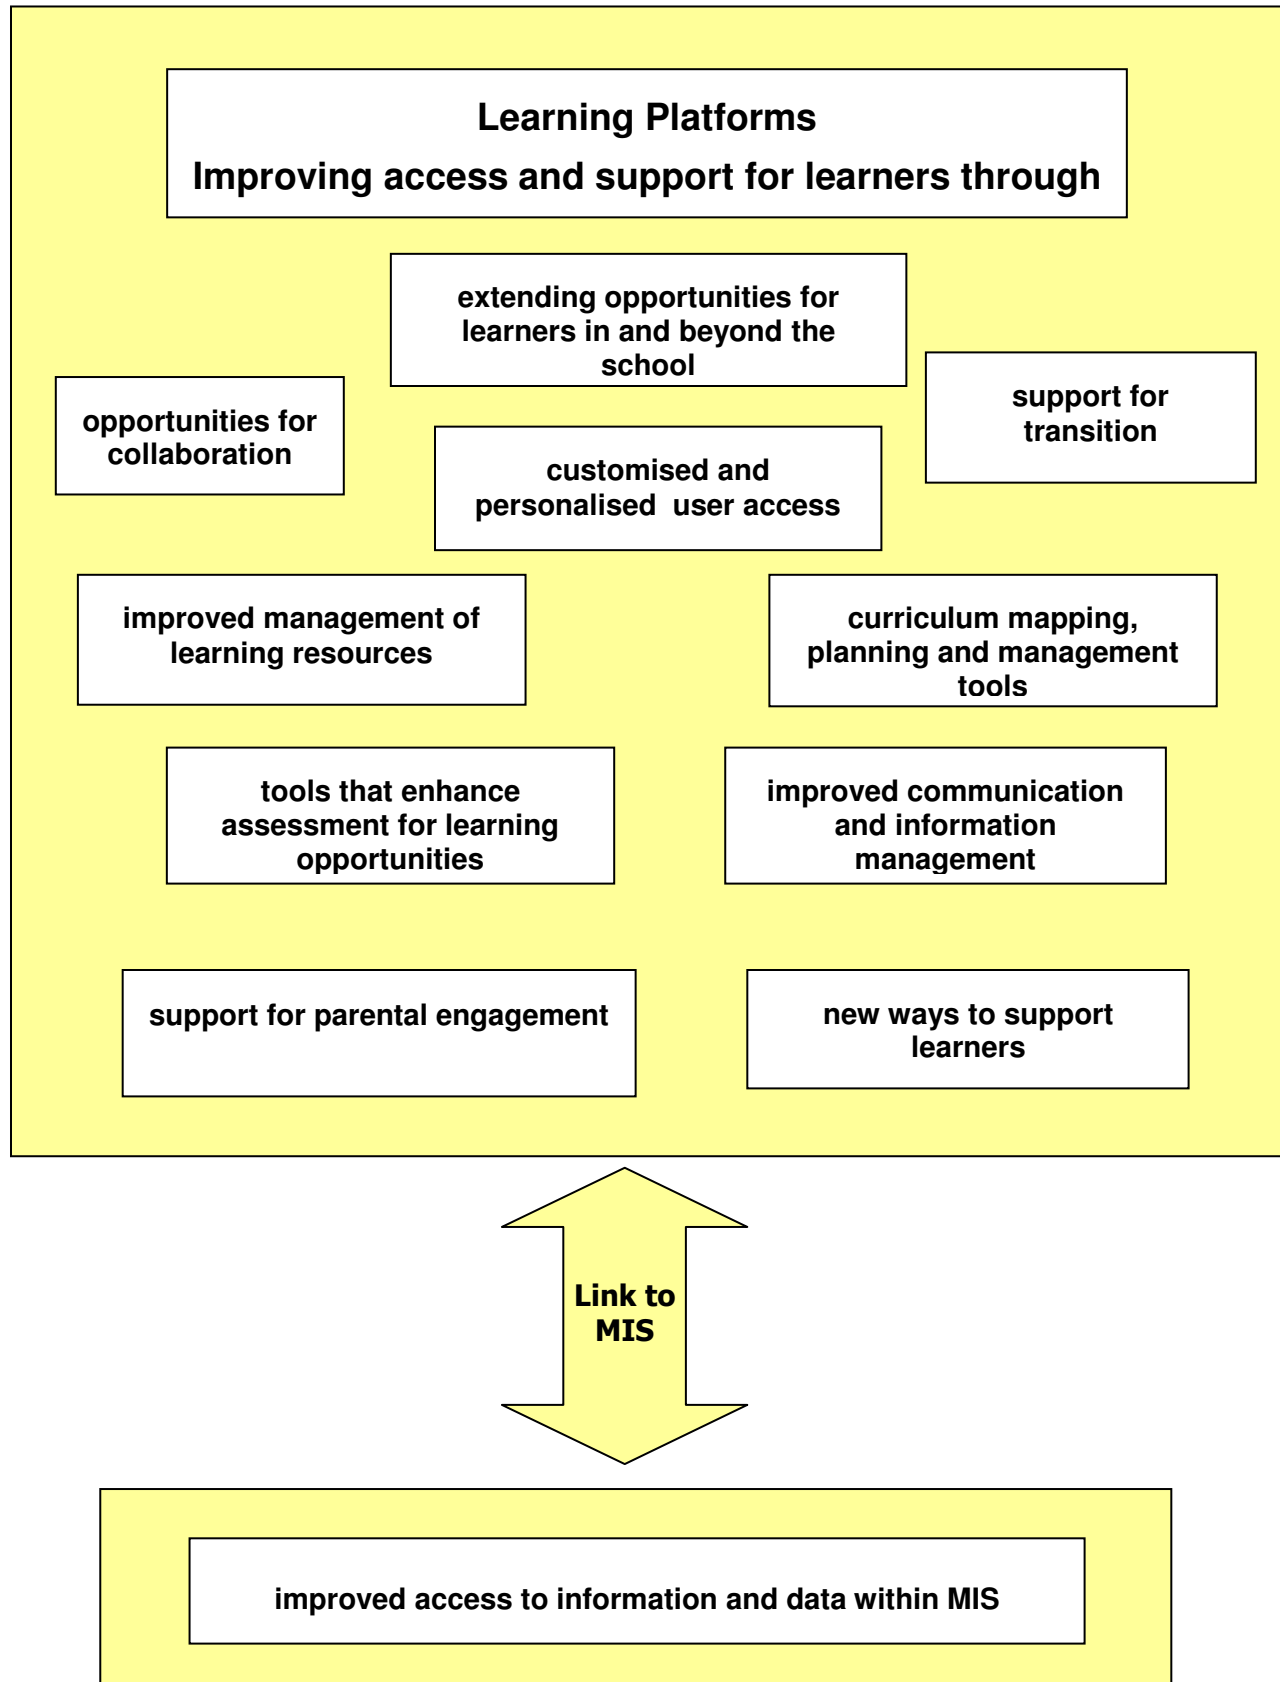 Learning Platforms
Improving access and support for learners through
extending opportunities for
learners in and beyond the
school
opportunities for
collaboration
support for
transition
customised and
personalised  user access
improved management of
learning resources
curriculum mapping,
planning and management
tools
tools that enhance
assessment for learning
opportunities
improved communication
and information
management
support for parental engagement
new ways to support
learners
Link to
MIS
improved access to information and data within MIS